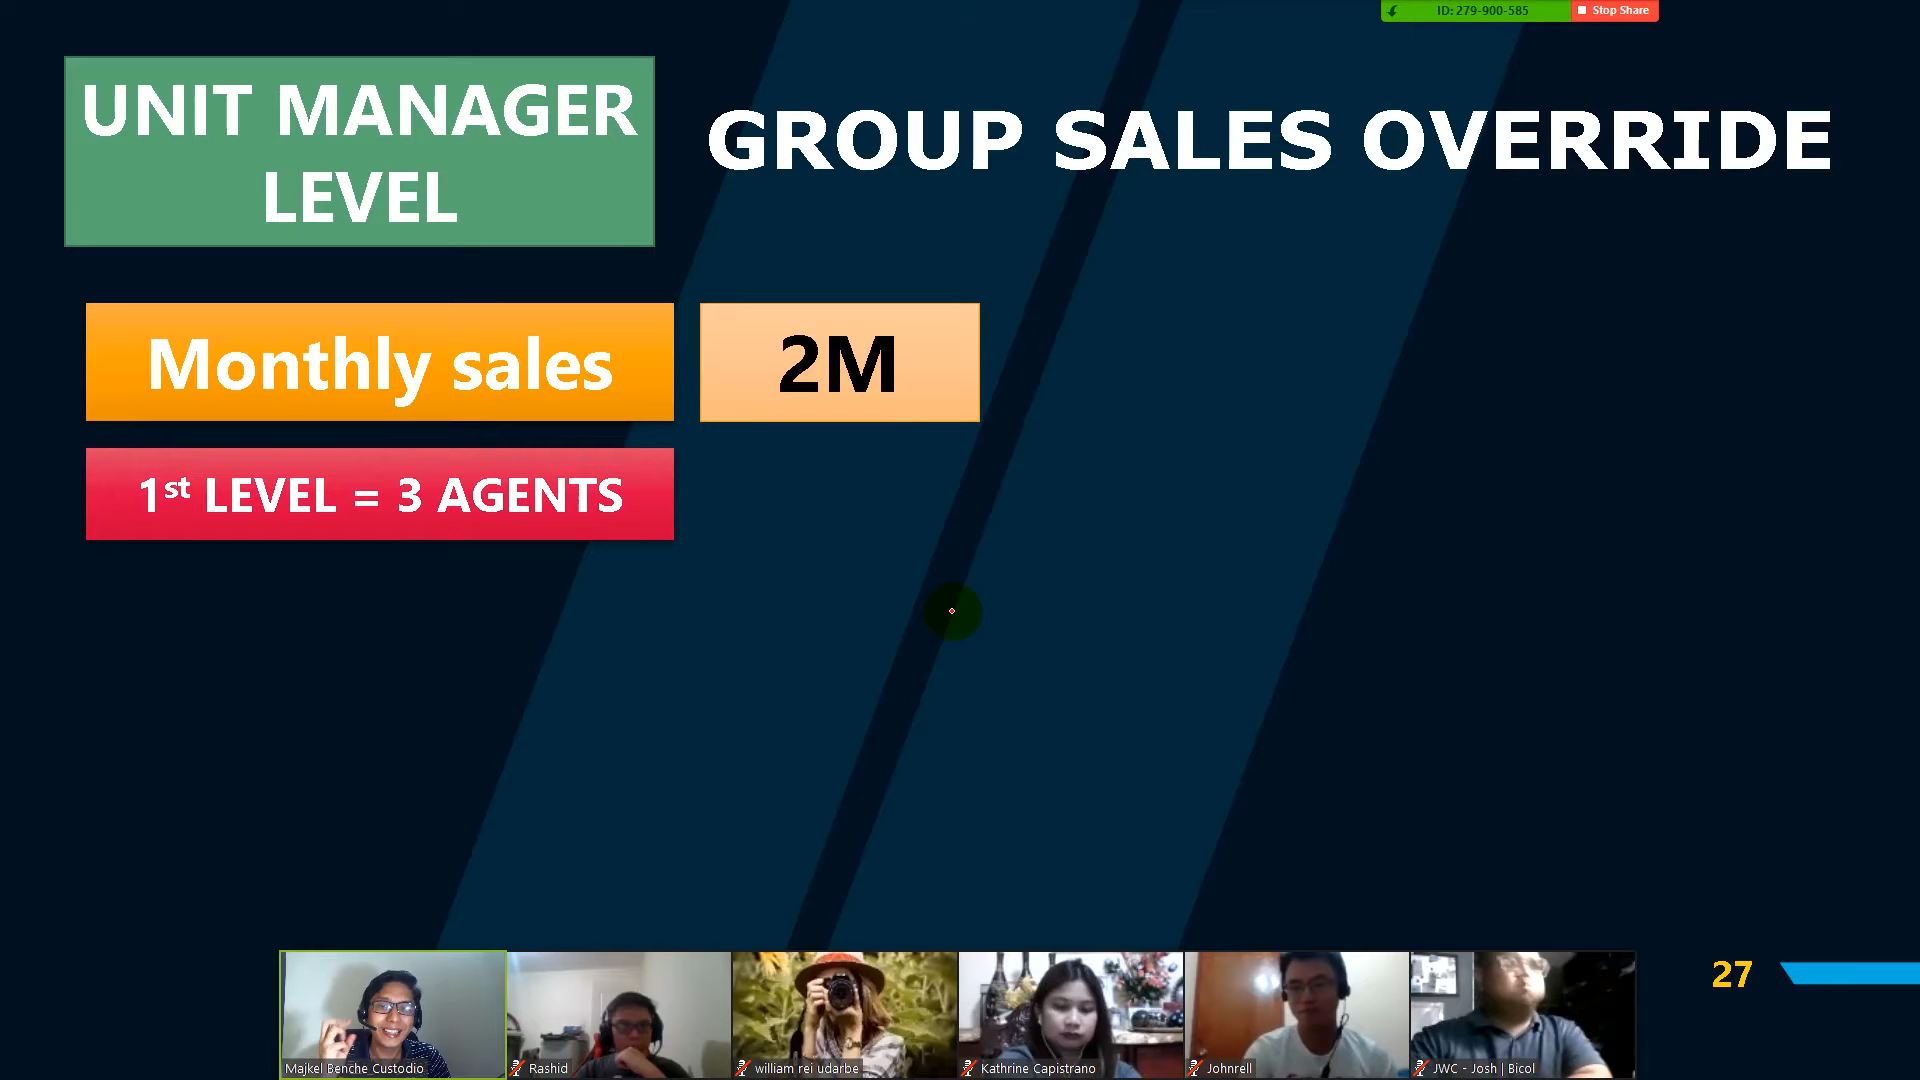 ID: 279-900-585
Stop Share
UNIT MANAGER
LEVEL
GROUP SALES OVERRIDE
Monthly sales
2M
1st LEVEL = 3 AGENTS
27
Majkel Benche Custodio
Rashid
william rei udarbe
Kathrine Capistrano
Johnrell
JWC - Josh | Bicol